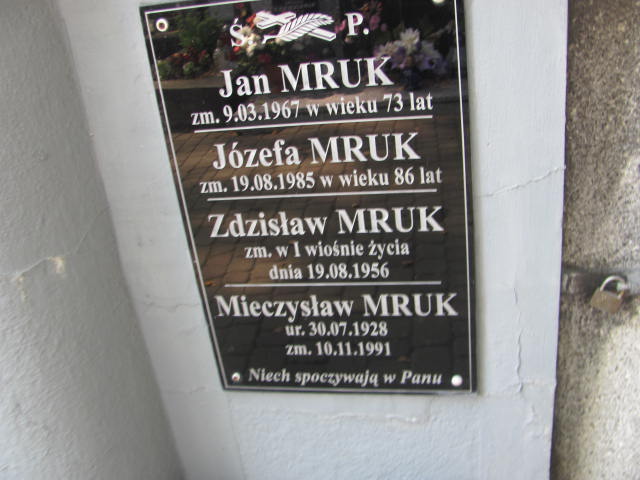 Ś. P.
Jan MRUK
zm. 9.03.1967 w wieku 73 lat
Józefa MRUK
zm. 19.08.1985 w wieku 86 lat
Zdzisław MRUK
zm. w I wiośnie życia
dnia 19.08.1956
Mieczysław MRUK
ur. 30.07.1928
zm. 10.11.1991
Niech spoczywają w Panu